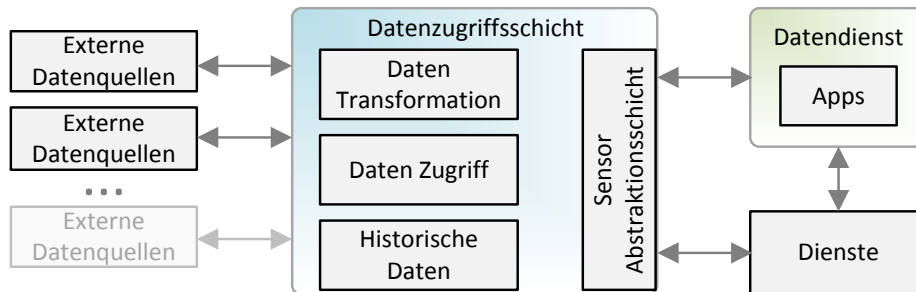 Externe
Datenquellen
Externe
Datenquellen
...
Externe
Datenquellen
Datenzugriffsschicht
Daten
Transformation
Daten Zugriff
Historische
Daten
Sensor
Abstraktionsschicht
Datendienst
Apps
Dienste